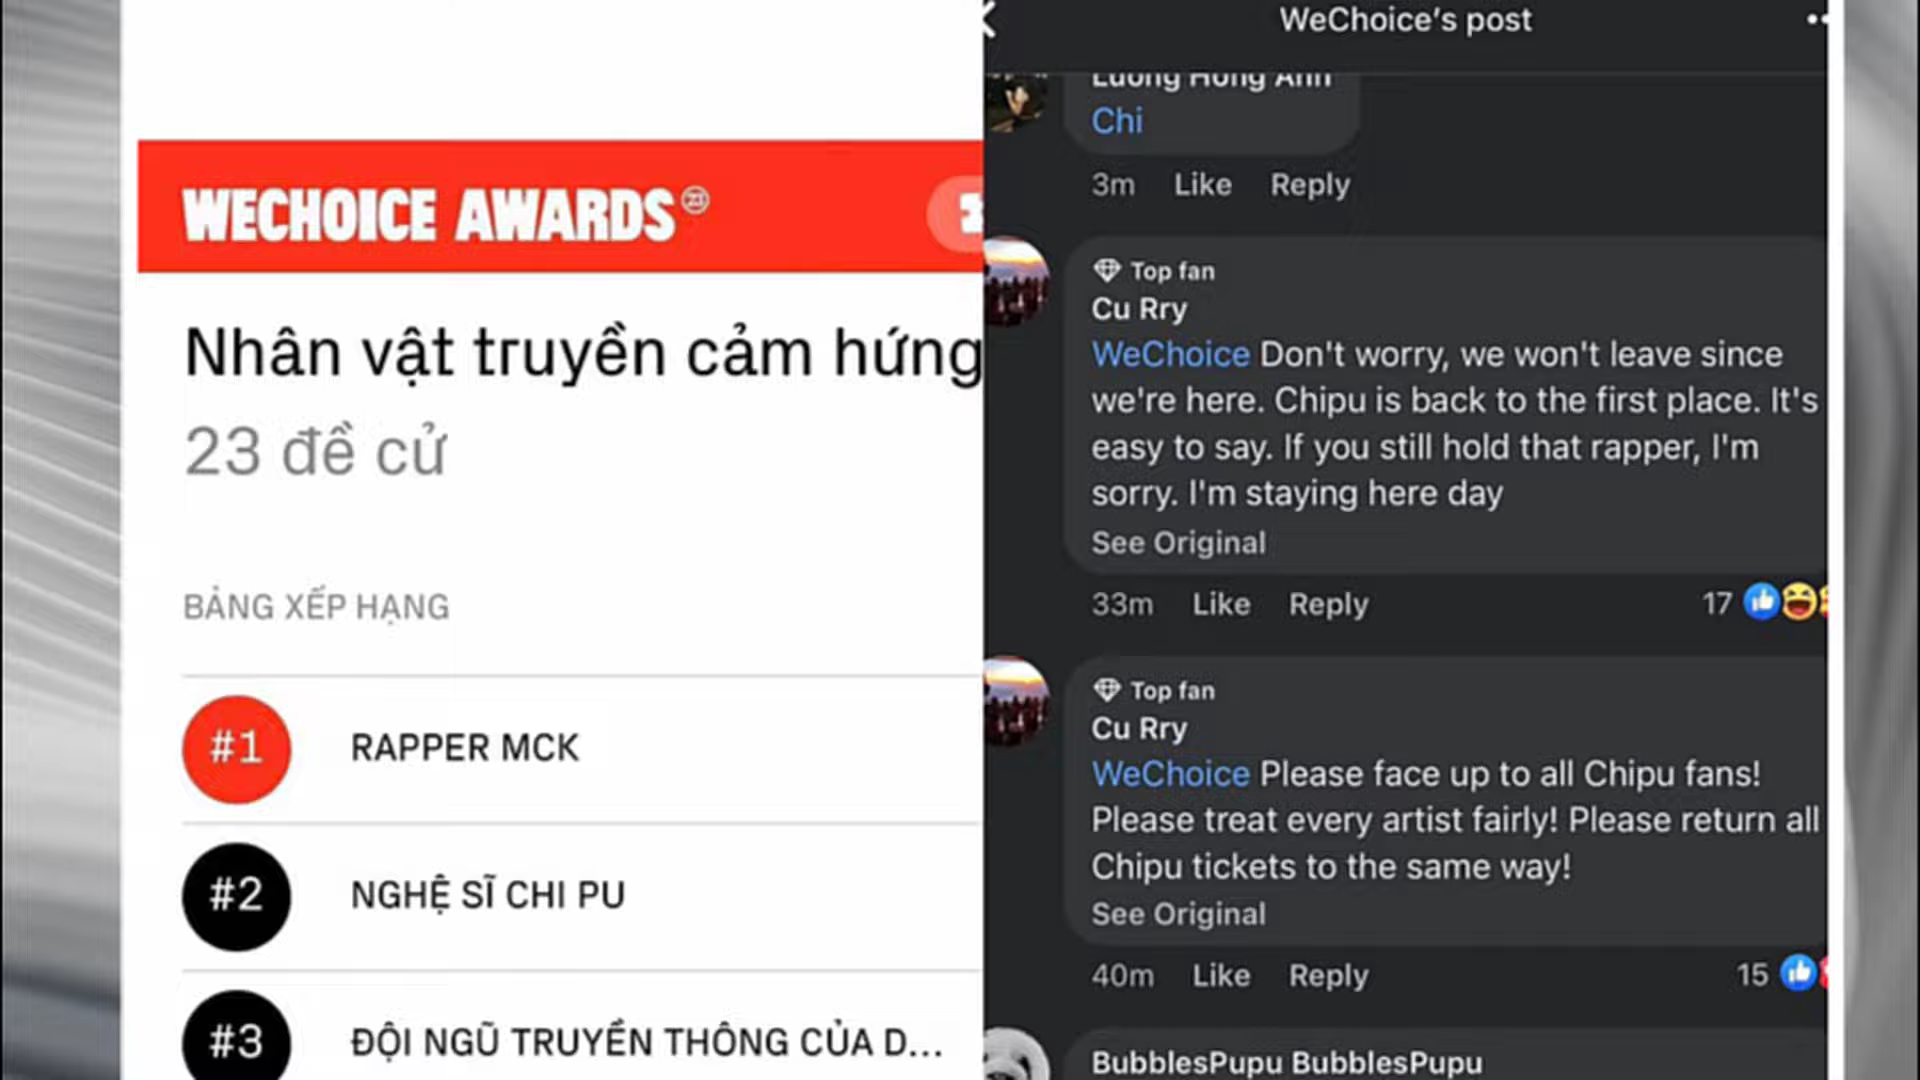 WECHOICE AWARDS 23
Nhân vật truyền cảm hứng
23 đề cử
BẢNG XẾP HẠNG
#1 RAPPER MCK
#2 NGHỆ SĨ CHI PU
#3 ĐỘI NGŨ TRUYỀN THÔNG CỦA D...
WeChoice's post
Luong Hong Anh
Chi
3m Like Reply
Top fan
Cu Rry
WeChoice Don't worry, we won't leave since
we're here. Chipu is back to the first place. It's
easy to say. If you still hold that rapper, I'm
sorry. I'm staying here day
See Original
33m Like Reply 17
Top fan
Cu Rry
WeChoice Please face up to all Chipu fans!
Please treat every artist fairly! Please return all
Chipu tickets to the same way!
See Original
40m Like Reply 15
BubblesPupu BubblesPupu